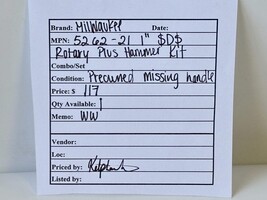 Brand: Milwaukee Date:
MPN: 5262-21 1" $D$
Rotary Plus Hammer Kit
Combo/Set
Condition: Preowned missing handle
Price: $ 117
Qty Available: 1
Memo: WW
Vendor:
Loc:
Priced by:
Listed by: